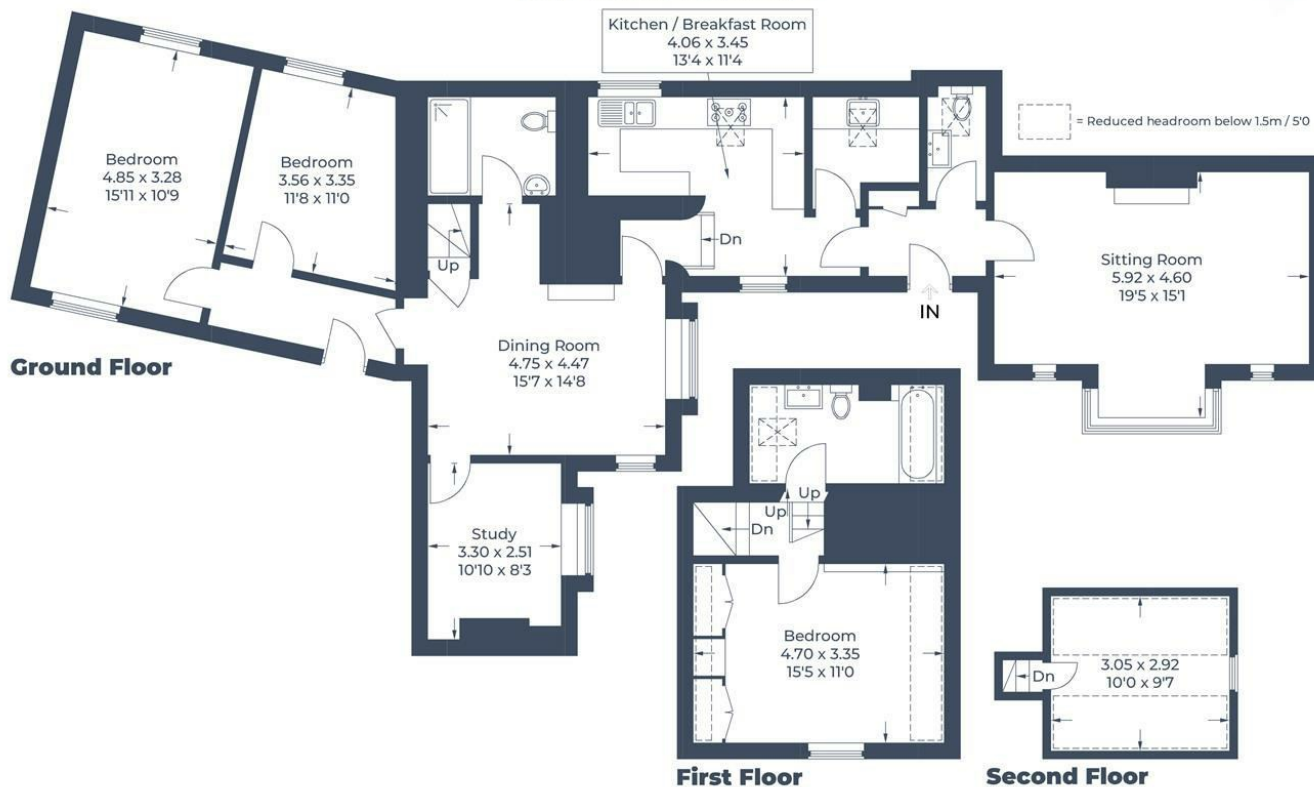 Kitchen / Breakfast Room
4.06 x 3.45
13'4 x 11'4
= Reduced headroom below 1.5m / 5'0
Bedroom
4.85 x 3.28
15'11 x 10'9
Bedroom
3.56 x 3.35
11'8 x 11'0
Up
Dn
Sitting Room
5.92 x 4.60
19'5 x 15'1
IN
Dining Room
4.75 x 4.47
15'7 x 14'8
Ground Floor
Study
3.30 x 2.51
10'10 x 8'3
Up
Up
Dn
Bedroom
4.70 x 3.35
15'5 x 11'0
First Floor
Dn
3.05 x 2.92
10'0 x 9'7
Second Floor